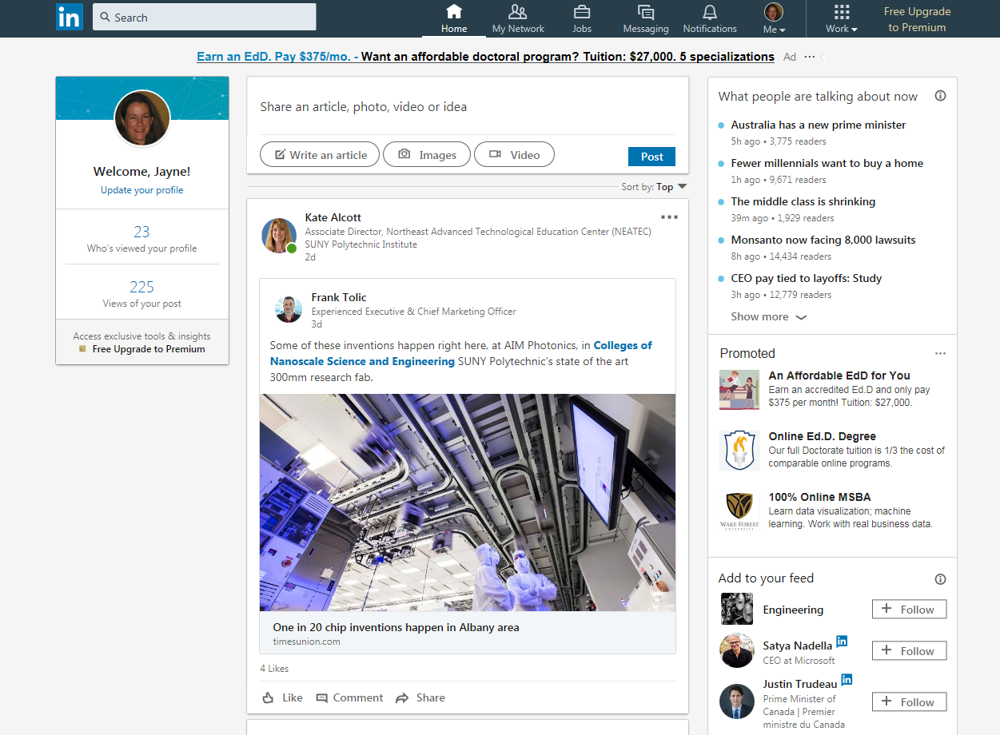 in
Search
Home
My Network
Jobs
Messaging
Notifications
Me
Work
Free Upgrade
to Premium
Earn an EdD. Pay $375/mo. - Want an affordable doctoral program? Tuition: $27,000. 5 specializations Ad ···
Welcome, Jayne!
Update your profile
23
Who's viewed your profile
225
Views of your post
Access exclusive tools & insights
Free Upgrade to Premium
Share an article, photo, video or idea
Write an article
Images
Video
Post
Sort by: Top
Kate Alcott
Associate Director, Northeast Advanced Technological Education Center (NEATEC)
SUNY Polytechnic Institute
2d
Frank Tolic
Experienced Executive & Chief Marketing Officer
3d
Some of these inventions happen right here, at AIM Photonics, in Colleges of
Nanoscale Science and Engineering SUNY Polytechnic's state of the art
300mm research fab.
One in 20 chip inventions happen in Albany area
timesunion.com
4 Likes
Like
Comment
Share
What people are talking about now
Australia has a new prime minister
5h ago • 3,775 readers
Fewer millennials want to buy a home
1h ago • 9,671 readers
The middle class is shrinking
39m ago • 1,929 readers
Monsanto now facing 8,000 lawsuits
8h ago • 14,434 readers
CEO pay tied to layoffs: Study
3h ago • 12,779 readers
Show more
Promoted
An Affordable EdD for You
Earn an accredited Ed.D and only pay
$375 per month! Tuition: $27,000.
Online Ed.D. Degree
Our full Doctorate tuition is 1/3 the cost of
comparable online programs.
WAKE FOREST
UNIVERSITY
100% Online MSBA
Learn data visualization; machine
learning. Work with real business data.
Add to your feed
Engineering
+ Follow
Satya Nadella in
CEO at Microsoft
+ Follow
Justin Trudeau in
Prime Minister of
Canada | Premier
ministre du Canada
+ Follow